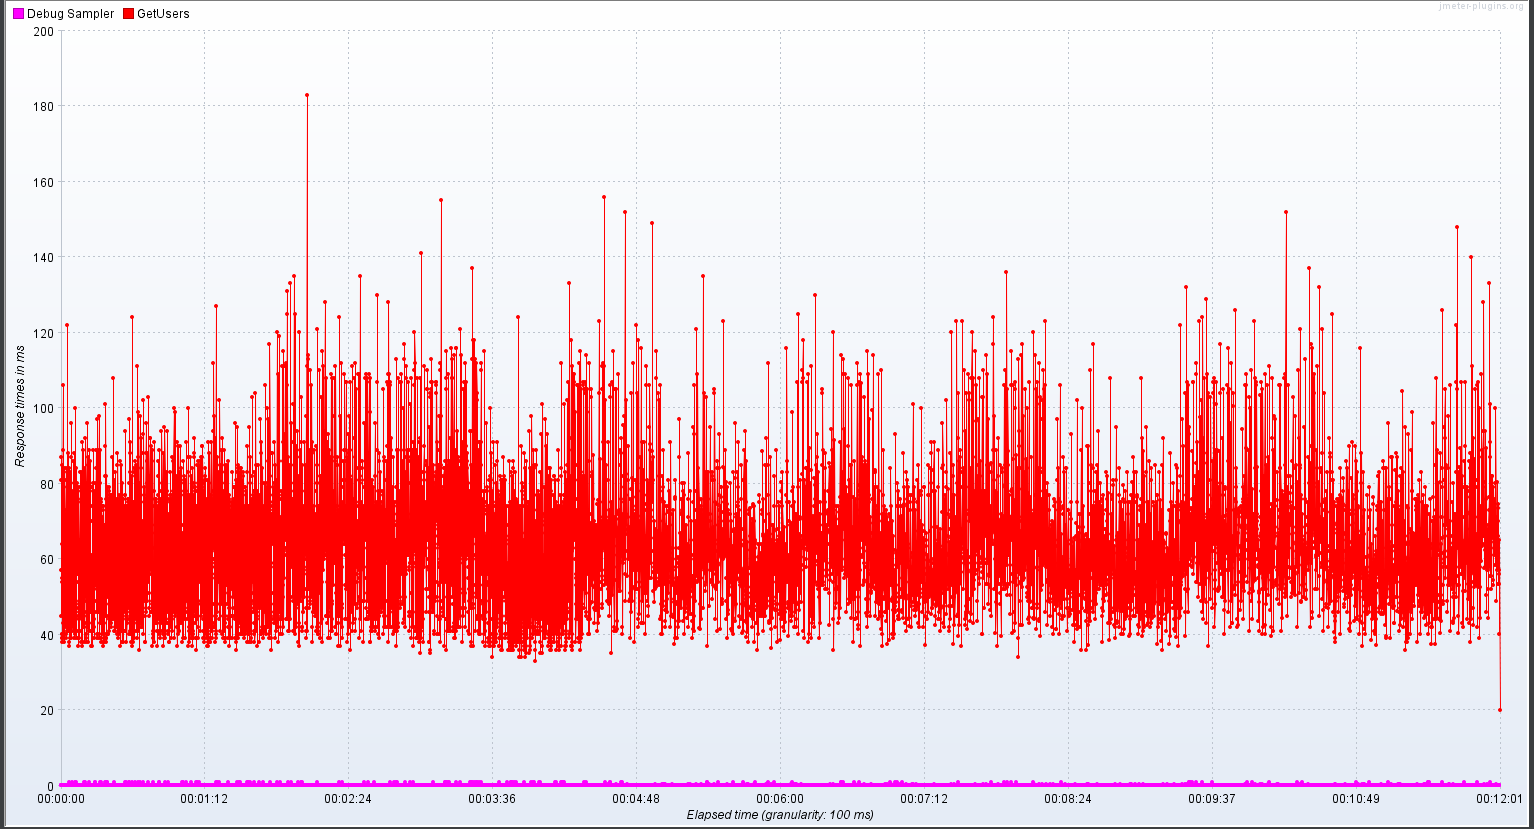 jmeter-plugins.org
Debug Sampler GetUsers
200
180
160
140
120
100
80
60
40
20
0
Response times in ms
00:00:00 00:01:12 00:02:24 00:03:36 00:04:48 00:06:00 00:07:12 00:08:24 00:09:37 00:10:49 00:12:01
Elapsed time (granularity: 100 ms)